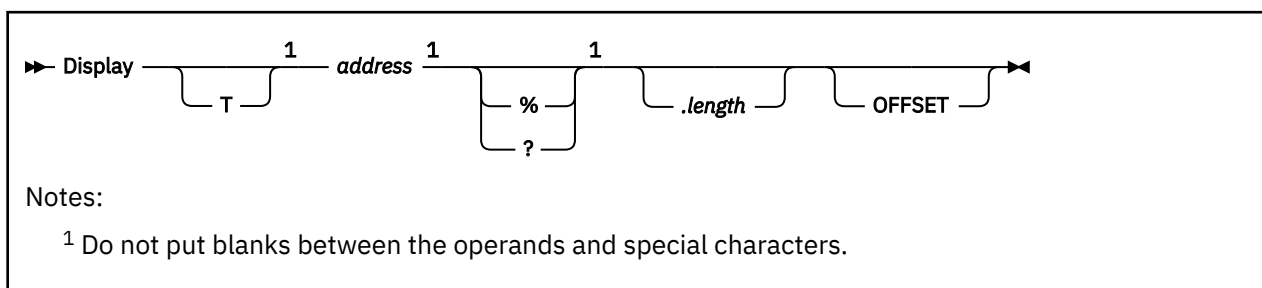 Display 1 address 1 1
T % .length OFFSET
?
Notes:
1 Do not put blanks between the operands and special characters.